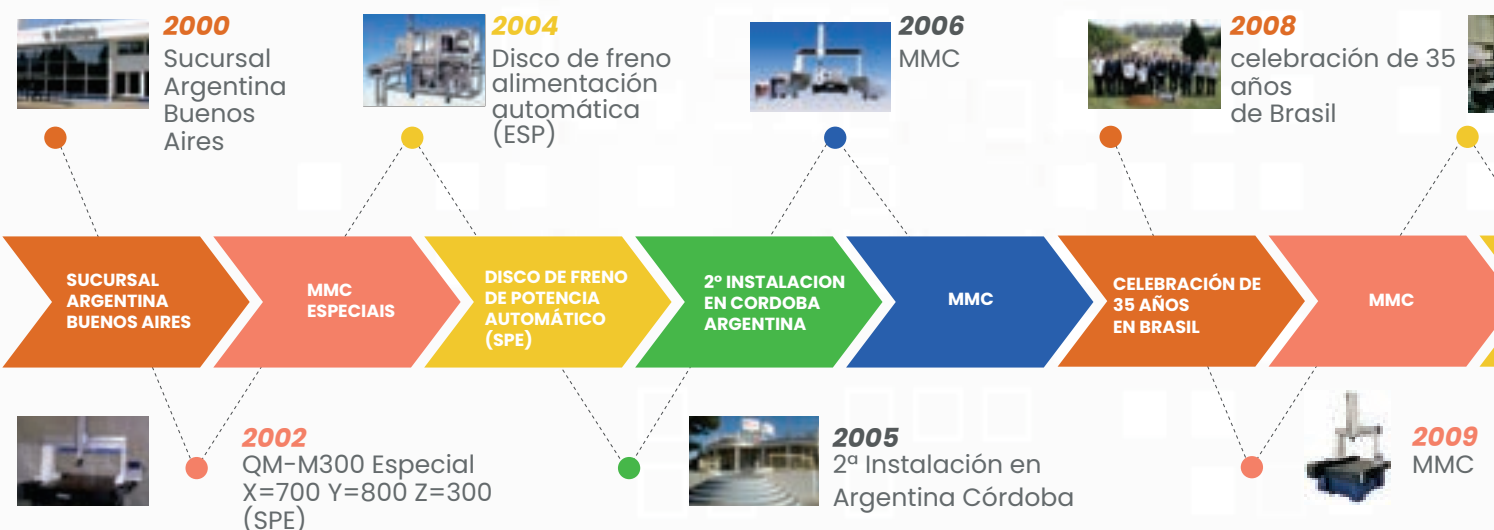 2000
Sucursal
Argentina
Buenos
Aires
2004
Disco de freno
alimentación
automática
(ESP)
2006
MMC
2008
celebración de 35
años
de Brasil
SUCURSAL
ARGENTINA
BUENOS AIRES
MMC
ESPECIAIS
DISCO DE FRENO
DE POTENCIA
AUTOMÁTICO
(SPE)
2º INSTALACION
EN CORDOBA
ARGENTINA
MMC
CELEBRACIÓN DE
35 AÑOS
EN BRASIL
MMC
2002
QM-M300 Especial
X=700 Y=800 Z=300
(SPE)
2005
2ª Instalación en
Argentina Córdoba
2009
MMC